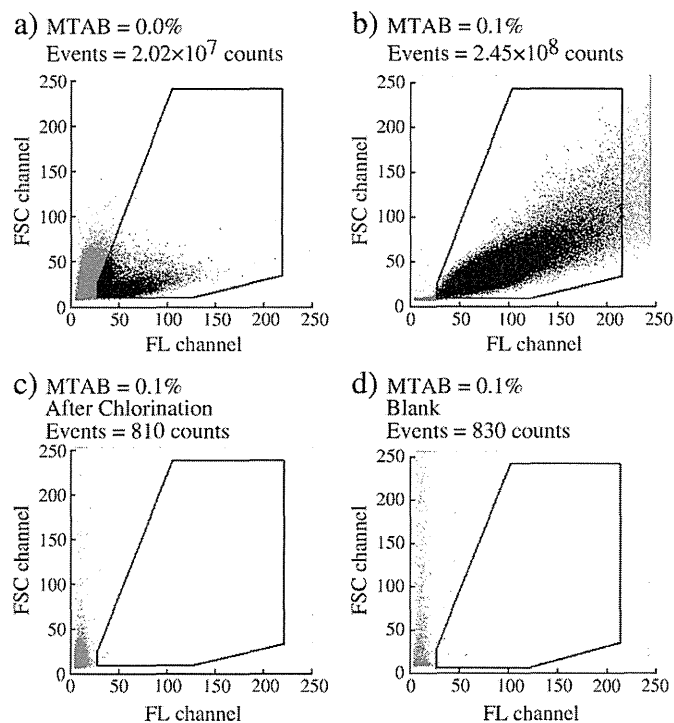 a) MTAB = 0.0%
Events = 2.02×10⁷ counts
250
200
150
100
50
0
FSC channel
0 50 100 150 200 250
FL channel
b) MTAB = 0.1%
Events = 2.45×10⁸ counts
250
200
150
100
50
0
FSC channel
0 50 100 150 200 250
FL channel
c) MTAB = 0.1%
After Chlorination
Events = 810 counts
250
200
150
100
50
0
FSC channel
0 50 100 150 200 250
FL channel
d) MTAB = 0.1%
Blank
Events = 830 counts
250
200
150
100
50
0
FSC channel
0 50 100 150 200 250
FL channel